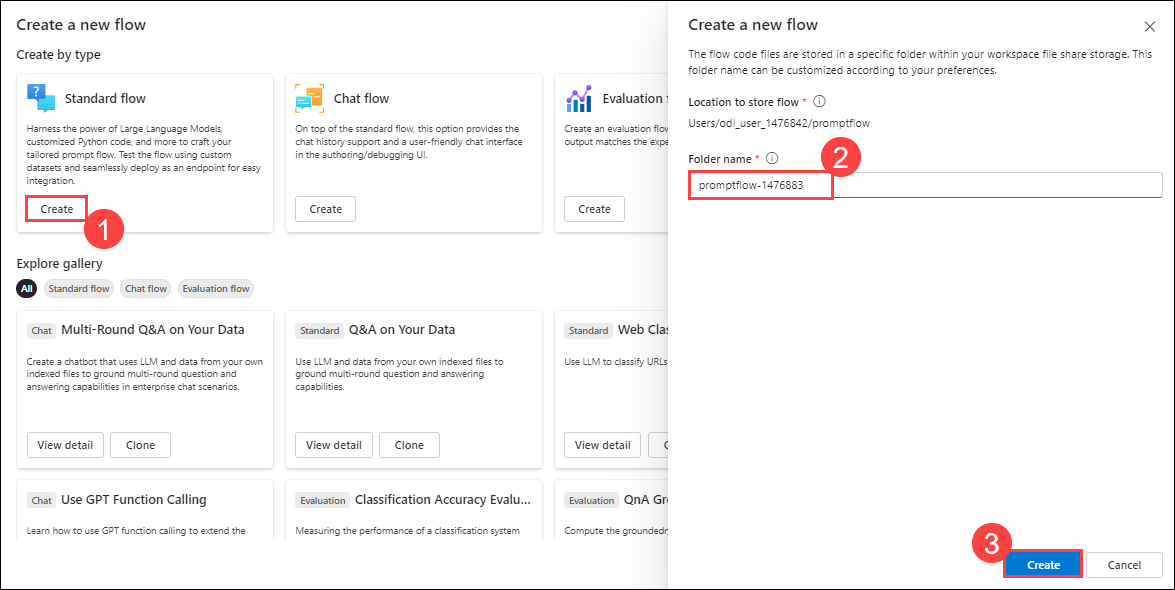 Create a new flow
Create by type
Standard flow
Harness the power of Large Language Models,
customized Python code, and more to craft your
tailored prompt flow. Test the flow using custom
datasets and seamlessly deploy as an endpoint for easy
integration.
Create
1
Chat flow
On top of the standard flow, this option provides the
chat history support and a user-friendly chat interface
in the authoring/debugging UI.
Create
Evaluation
Create an evaluation flow
output matches the expe
Create
Explore gallery
All
Standard flow
Chat flow
Evaluation flow
Chat Multi-Round Q&A on Your Data
Create a chatbot that uses LLM and data from your own
indexed files to ground multi-round question and
answering capabilities in enterprise chat scenarios.
View detail
Clone
Standard Q&A on Your Data
Use LLM and data from your own indexed files to
ground multi-round question and answering
capabilities.
View detail
Clone
Standard Web Clas
Use LLM to classify URLs
View detail
C
Chat Use GPT Function Calling
Learn how to use GPT function calling to extend the
Evaluation Classification Accuracy Evalu...
Measuring the performance of a classification system
Evaluation QnA Gr
Compute the groundedn
Create a new flow
The flow code files are stored in a specific folder within your workspace file share storage. This
folder name can be customized according to your preferences.
Location to store flow *
Users/odl_user_1476842/promptflow
Folder name *
2
promptflow-1476883
3
Create
Cancel